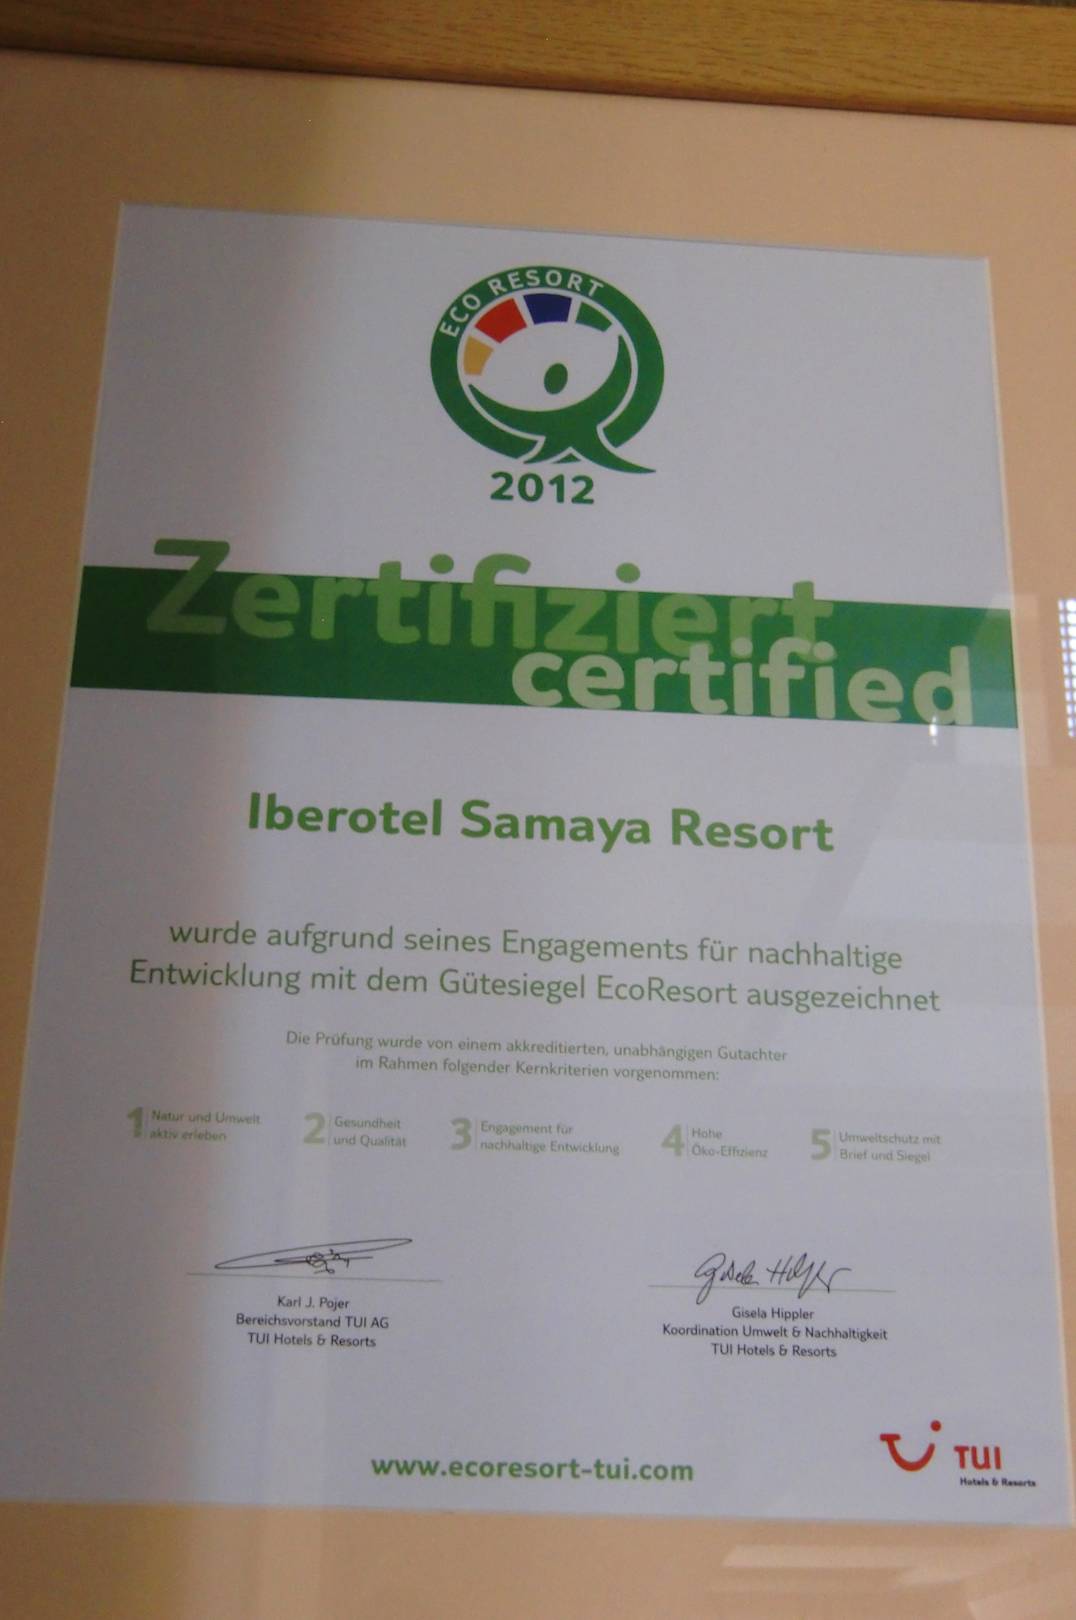 ECO RESORT
2012
Zertifiziert
certified
Iberotel Samaya Resort
wurde aufgrund seines Engagements für nachhaltige
Entwicklung mit dem Gütesiegel EcoResort ausgezeichnet
Die Prüfung wurde von einem akkreditierten, unabhängigen Gutachter
im Rahmen folgender Kernkriterien vorgenommen:
1 Natur und Umwelt
aktiv erleben
2 Gesundheit
und Qualität
3 Engagement für
nachhaltige Entwicklung
4 Hohe
Öko-Effizienz
5 Umweltschutz mit
Brief und Siegel
Karl J. Pojer
Bereichsvorstand TUI AG
TUI Hotels & Resorts
Gisela Hippler
Gisela Hippler
Koordination Umwelt & Nachhaltigkeit
TUI Hotels & Resorts
www.ecoresort-tui.com
TUI
Hotels & Resorts